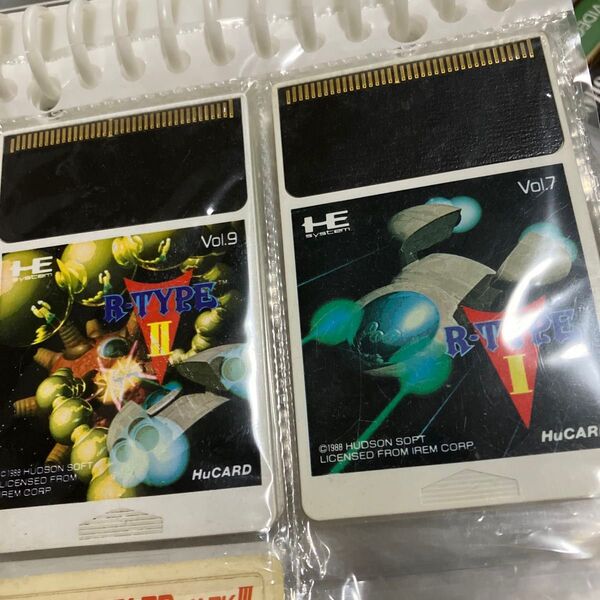 Vol.9
HE
system
R-TYPE™
II
©1988 HUDSON SOFT
LICENSED FROM
IREM CORP.
HuCARD
Vol.7
HE
system
R-TYPE
I
©1988 HUDSON SOFT
LICENSED FROM IREM CORP.
HuCARD